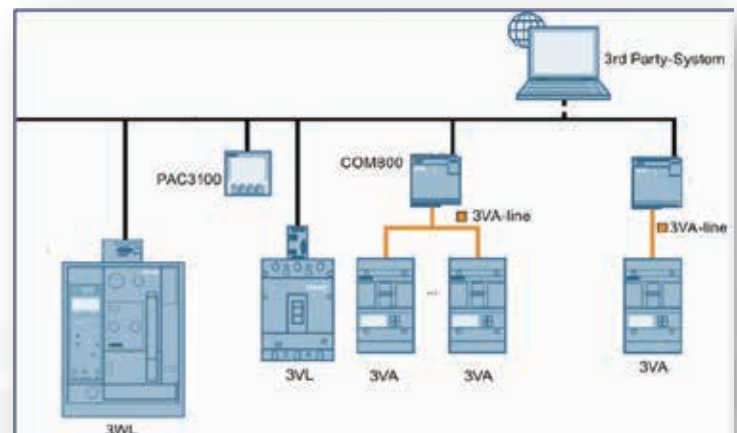 3rd Party-System
PAC3100
COM800
3VA-line
3VA-line
3VL
3VA
...
3VA
3VA
3WL